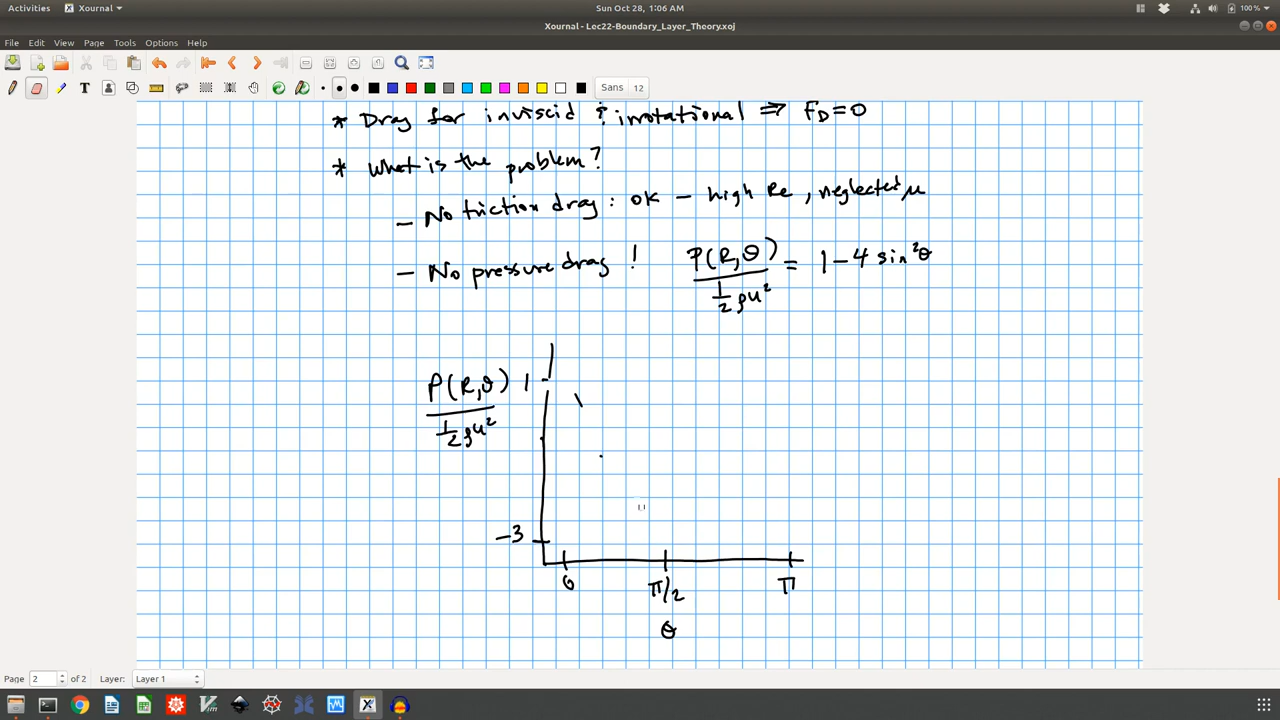 Activities
Xournal
Sun Oct 28, 1:06 AM
100 %
Xournal - Lec22-Boundary_Layer_Theory.xoj
File Edit View Page Tools Options Help
Sans 12
* Drag for inviscid & irrotational ⇒ F_D = 0
* What is the problem?
– No friction drag : OK – high Re, neglected μ
– No pressure drag ! P(R,θ) / ½ρU² = 1 – 4 sin²θ
P(R,θ) / ½ρU²
1
–3
0 π/2 π
θ
Page 2 of 2 Layer: Layer 1